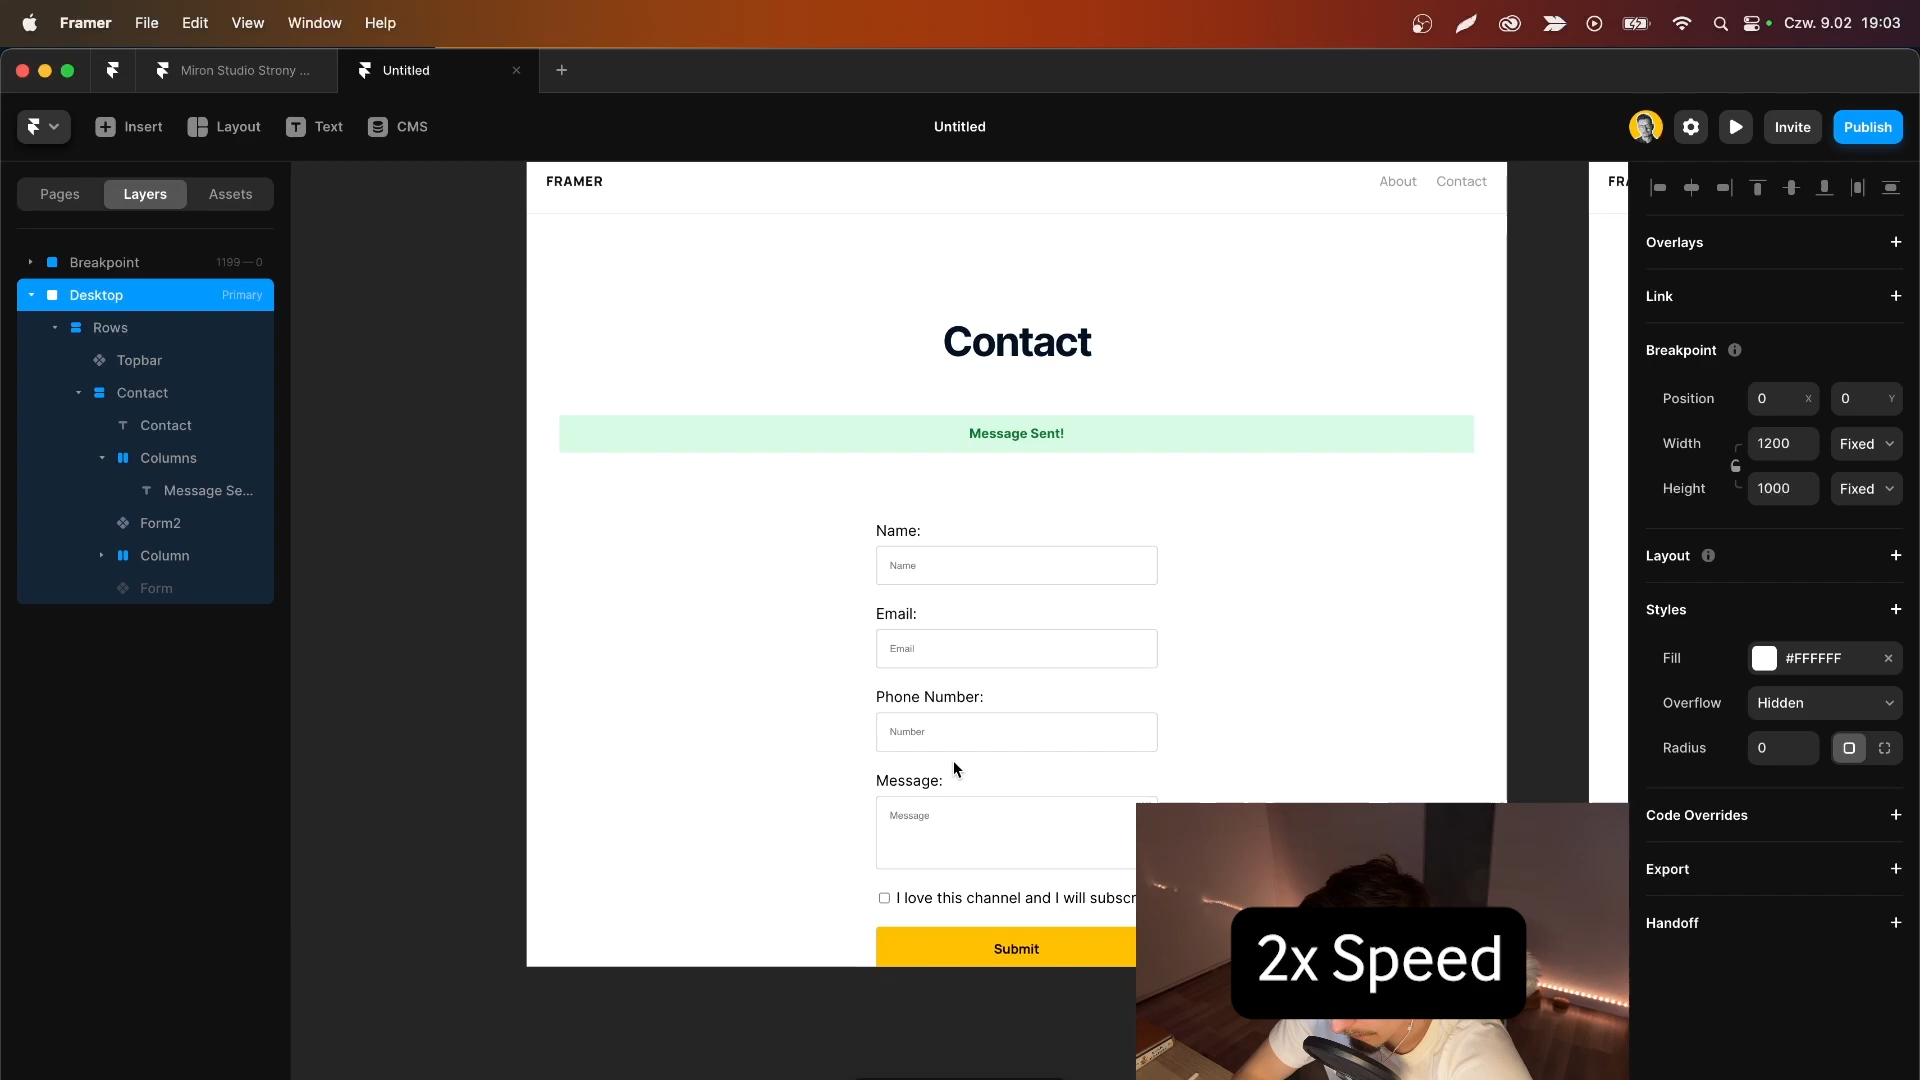 Framer File Edit View Window Help
Czw. 9.02 19:03
Miron Studio Strony ...
Untitled
Insert Layout Text CMS
Untitled
Invite Publish
Pages Layers Assets
Breakpoint 1199 — 0
Desktop Primary
Rows
Topbar
Contact
Contact
Columns
Message Se...
Form2
Column
Form
FRAMER
About Contact
FR
Contact
Message Sent!
Name:
Name
Email:
Email
Phone Number:
Number
Message:
Message
I love this channel and I will subscr
Submit
2x Speed
Overlays
Link
Breakpoint
Position 0 X 0 Y
Width 1200 Fixed
Height 1000 Fixed
Layout
Styles
Fill #FFFFFF
Overflow Hidden
Radius 0
Code Overrides
Export
Handoff